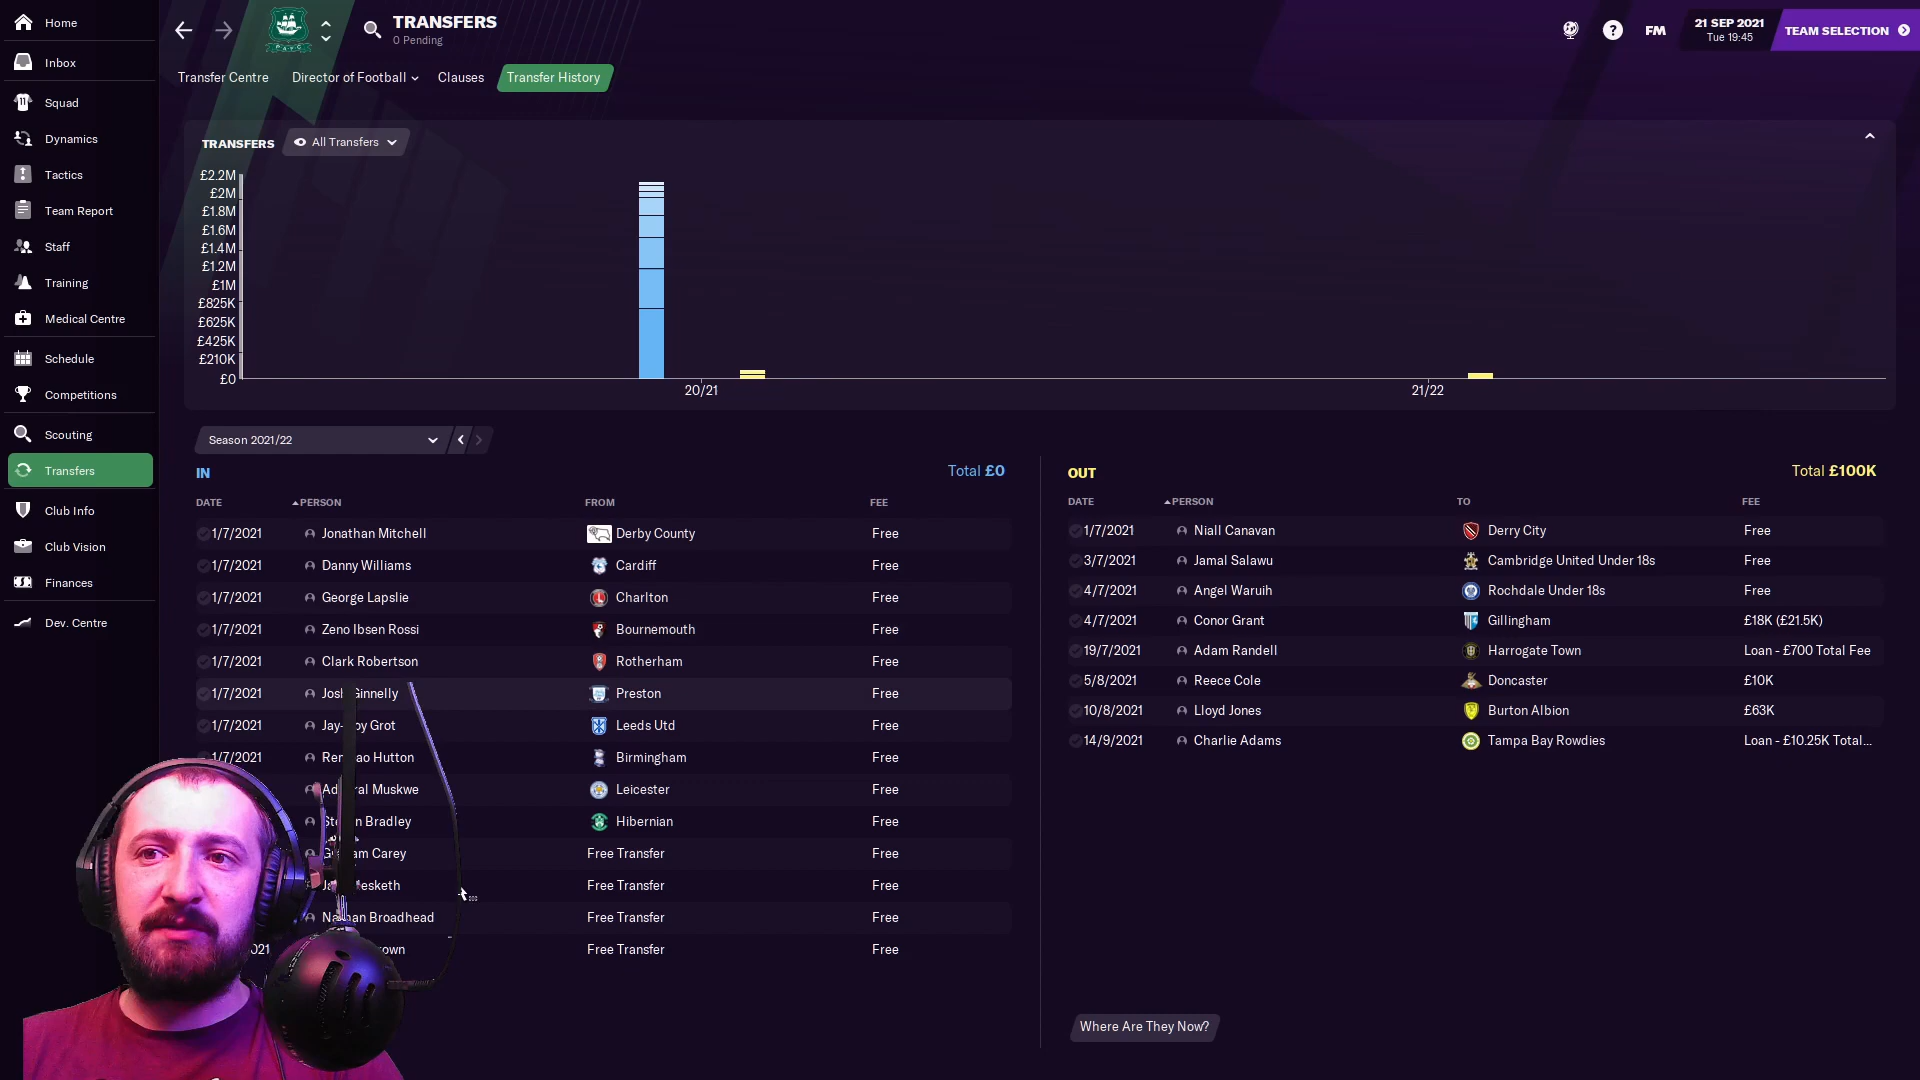 Home
Inbox
Squad
Dynamics
Tactics
Team Report
Staff
Training
Medical Centre
Schedule
Competitions
Scouting
Transfers
Club Info
Club Vision
Finances
Dev. Centre
TRANSFERS
0 Pending
FM
21 SEP 2021
Tue 19:45
TEAM SELECTION
Transfer Centre Director of Football Clauses Transfer History
TRANSFERS All Transfers
£2.2M
£2M
£1.8M
£1.6M
£1.4M
£1.2M
£1M
£825K
£625K
£425K
£210K
£0
20/21 21/22
Season 2021/22
IN Total £0
DATE PERSON FROM FEE
1/7/2021 Jonathan Mitchell Derby County Free
1/7/2021 Danny Williams Cardiff Free
1/7/2021 George Lapslie Charlton Free
1/7/2021 Zeno Ibsen Rossi Bournemouth Free
1/7/2021 Clark Robertson Rotherham Free
1/7/2021 Ginnelly Preston Free
1/7/2021 Grot Leeds Utd Free
1/7/2021 Hutton Birmingham Free
Muskwe Leicester Free
Bradley Hibernian Free
Carey Free Transfer Free
Free Transfer Free
Broadhead Free Transfer Free
Free Transfer Free
OUT Total £100K
DATE PERSON TO FEE
1/7/2021 Niall Canavan Derry City Free
3/7/2021 Jamal Salawu Cambridge United Under 18s Free
4/7/2021 Angel Waruih Rochdale Under 18s Free
4/7/2021 Conor Grant Gillingham £18K (£21.5K)
19/7/2021 Adam Randell Harrogate Town Loan - £700 Total Fee
5/8/2021 Reece Cole Doncaster £10K
10/8/2021 Lloyd Jones Burton Albion £63K
14/9/2021 Charlie Adams Tampa Bay Rowdies Loan - £10.25K Total...
Where Are They Now?